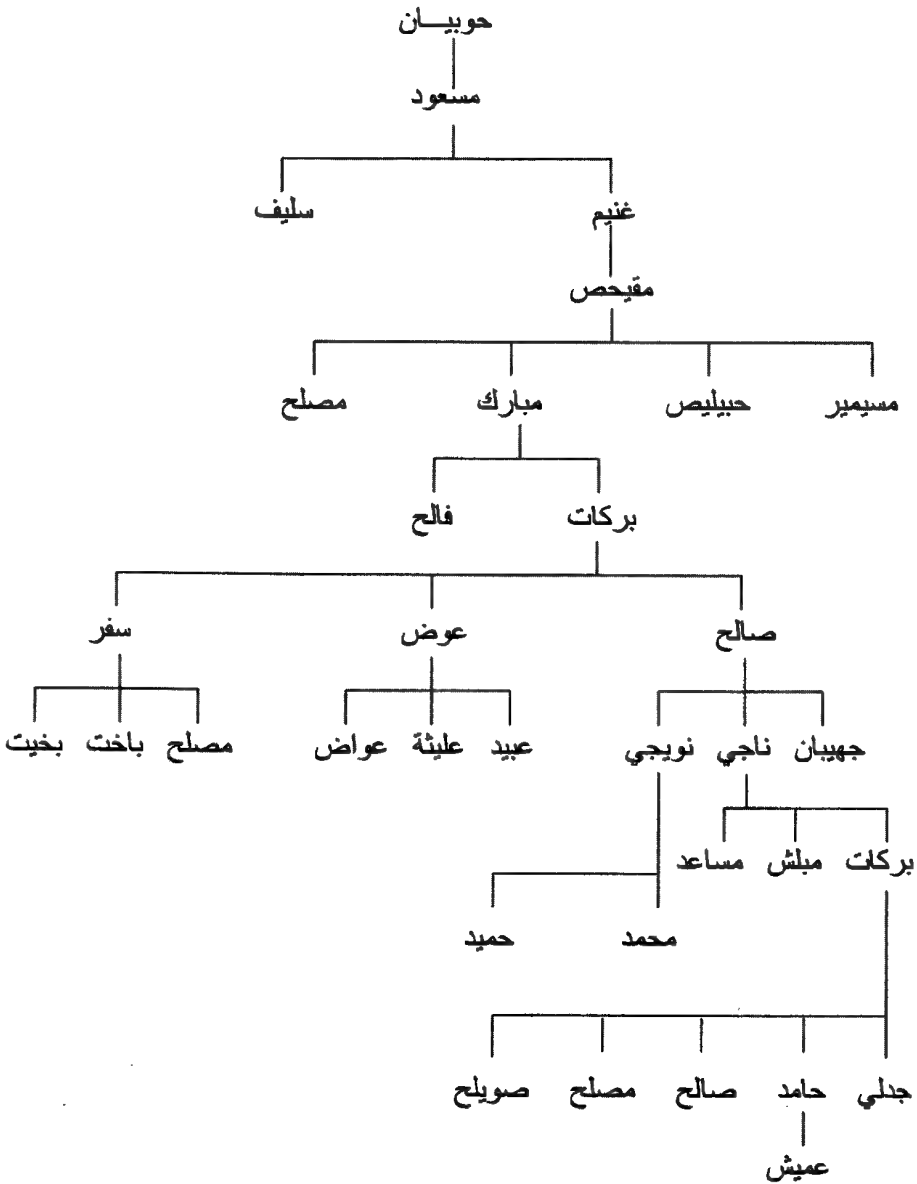 حوبيــان
مسعود
غنيم سليف
مقيحص
مسيمير حبيليص مبارك مصلح
بركات فالح
صالح عوض سفر
جهيبان ناجي نويجي عبيد عليثة عواض مصلح باخت بخيت
بركات مبلش مساعد
محمد حميد
جدلي حامد صالح مصلح صويلح
عميش